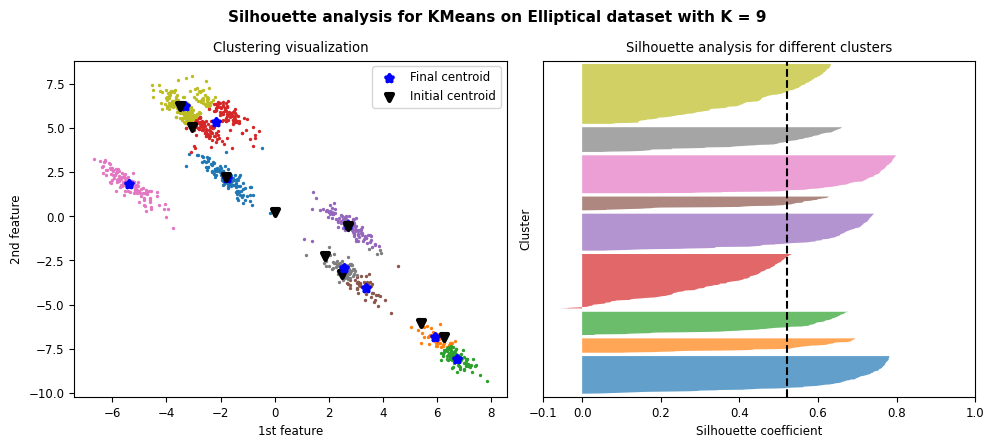 Silhouette analysis for KMeans on Elliptical dataset with K = 9
Clustering visualization
Final centroid
Initial centroid
7.5
5.0
2.5
0.0
−2.5
−5.0
−7.5
−10.0
2nd feature
−6
−4
−2
0
2
4
6
8
1st feature
Silhouette analysis for different clusters
Cluster
−0.1
0.0
0.2
0.4
0.6
0.8
1.0
Silhouette coefficient